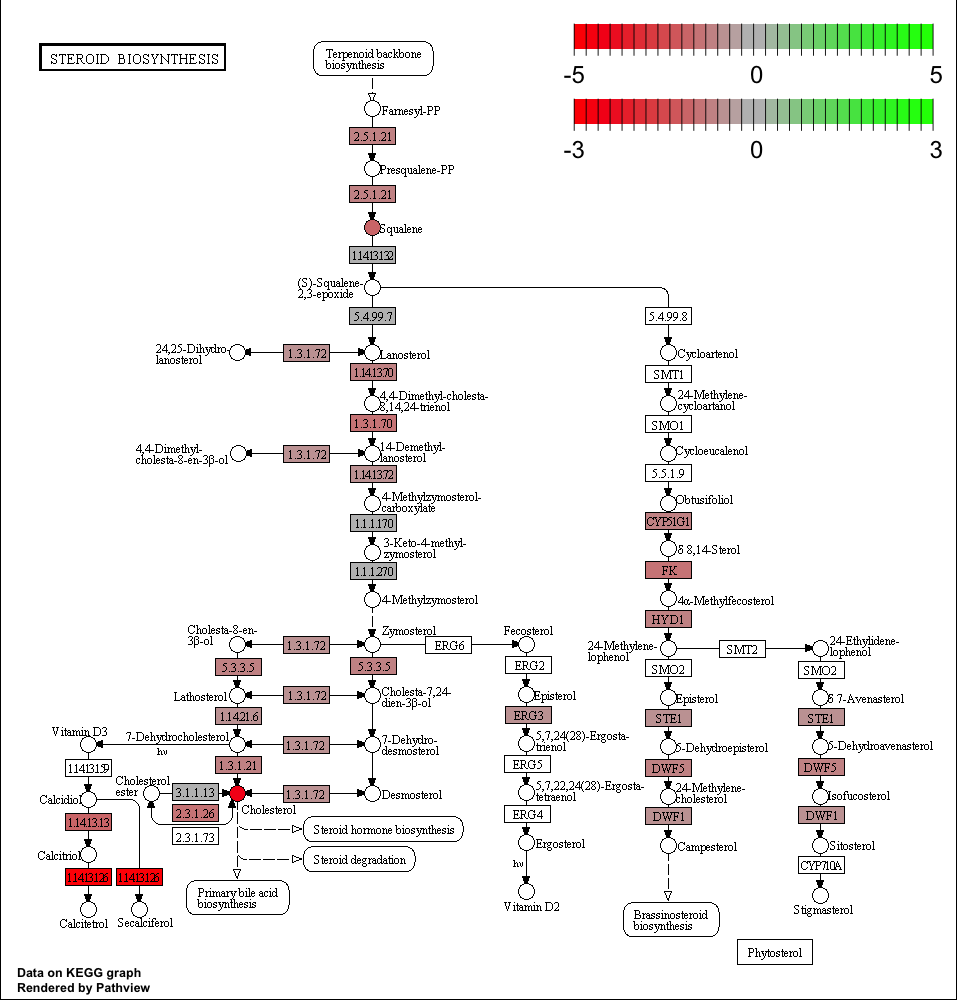 STEROID BIOSYNTHESIS
-5 0 5
-3 0 3
Terpenoid backbone
biosynthesis
Farnesyl-PP
2.5.1.21
Presqualene-PP
2.5.1.21
Squalene
1.14.13.132
(S)-Squalene-
2,3-epoxide
5.4.99.7
5.4.99.8
24,25-Dihydro-
lanosterol
1.3.1.72
Lanosterol
Cycloartenol
1.14.13.70
SMT1
4,4-Dimethyl-cholesta-
8,14,24-trienol
24-Methylene-
cycloartanol
1.3.1.70
SMO1
4,4-Dimethyl-
cholesta-8-en-3β-ol
1.3.1.72
14-Demethyl-
lanosterol
Cycloeucalenol
1.14.13.72
5.5.1.9
4-Methylzymosterol-
carboxylate
Obtusifoliol
1.1.1.170
CYP51G1
3-Keto-4-methyl-
zymosterol
δ 8,14-Sterol
1.1.1.270
FK
4-Methylzymosterol
4α-Methylfecosterol
HYD1
Cholesta-8-en-
3β-ol
1.3.1.72
Zymosterol
ERG6
Fecosterol
24-Methylene-
lophenol
SMT2
24-Ethylidene-
lophenol
5.3.3.5
5.3.3.5
ERG2
SMO2
SMO2
Lathosterol
1.3.1.72
Cholesta-7,24-
dien-3β-ol
Episterol
Episterol
δ 7-Avenasterol
1.14.21.6
ERG3
STE1
STE1
Vitamin D3
7-Dehydrocholesterol
hν
1.3.1.72
7-Dehydro-
desmosterol
5,7,24(28)-Ergosta-
trienol
5-Dehydroepisterol
5-Dehydroavenasterol
1.14.13.159
1.3.1.21
ERG5
DWF5
DWF5
Calcidiol
Cholesterol
ester
3.1.1.13
Cholesterol
1.3.1.72
Desmosterol
5,7,22,24(28)-Ergosta-
tetraenol
24-Methylene-
cholesterol
Isofucosterol
1.14.13.13
2.3.1.26
2.3.1.73
ERG4
DWF1
DWF1
Steroid hormone biosynthesis
Calcitriol
Steroid degradation
Ergosterol
Campesterol
Sitosterol
1.14.13.126
1.14.13.126
hν
CYP710A
Primary bile acid
biosynthesis
Calcitetrol
Secalciferol
Vitamin D2
Brassinosteroid
biosynthesis
Stigmasterol
Phytosterol
Data on KEGG graph
Rendered by Pathview